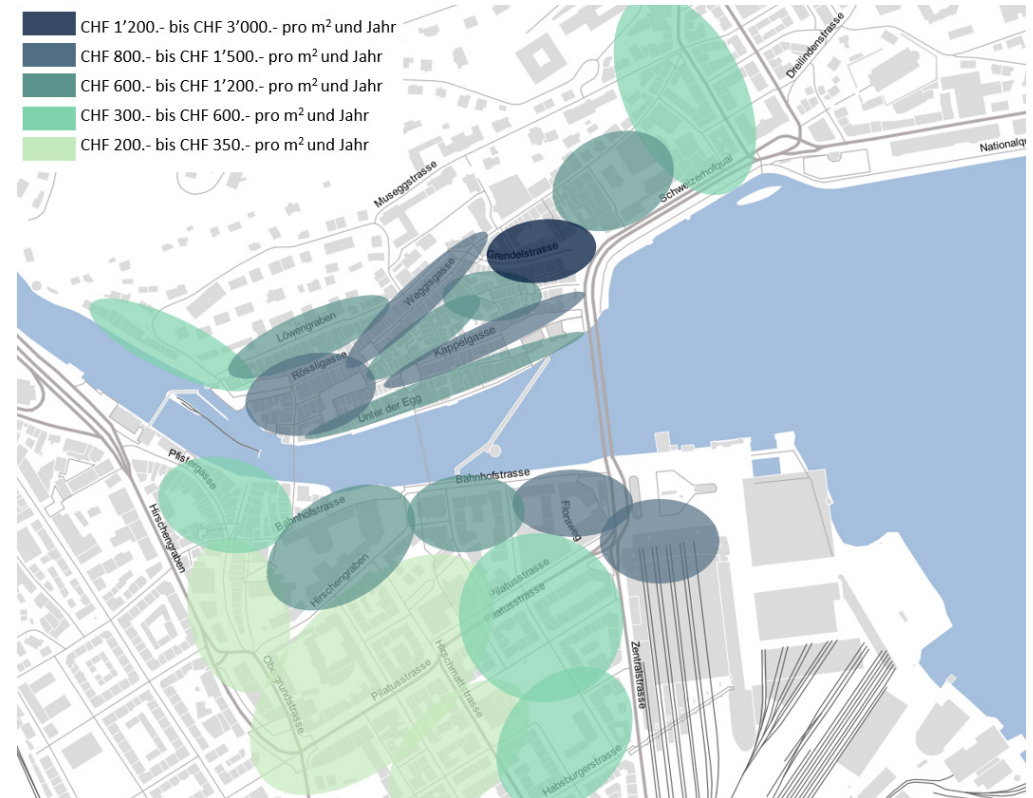 CHF 1’200.- bis CHF 3’000.- pro m² und Jahr
CHF 800.- bis CHF 1’500.- pro m² und Jahr
CHF 600.- bis CHF 1’200.- pro m² und Jahr
CHF 300.- bis CHF 600.- pro m² und Jahr
CHF 200.- bis CHF 350.- pro m² und Jahr
Dreilindenstrasse
Museggstrasse
Schweizerhofquai
Grendelstrasse
Weggisgasse
Löwengraben
Kappelgasse
Rössligasse
Unter der Egg
Pfistergasse
Bahnhofstrasse
Bahnhofstrasse
Floraweg
Hirschengraben
Hirschengraben
Pilatusstrasse
Pilatusstrasse
Pilatusstrasse
Hirschmattstrasse
Obergrundstrasse
Zentralstrasse
Habsburgerstrasse